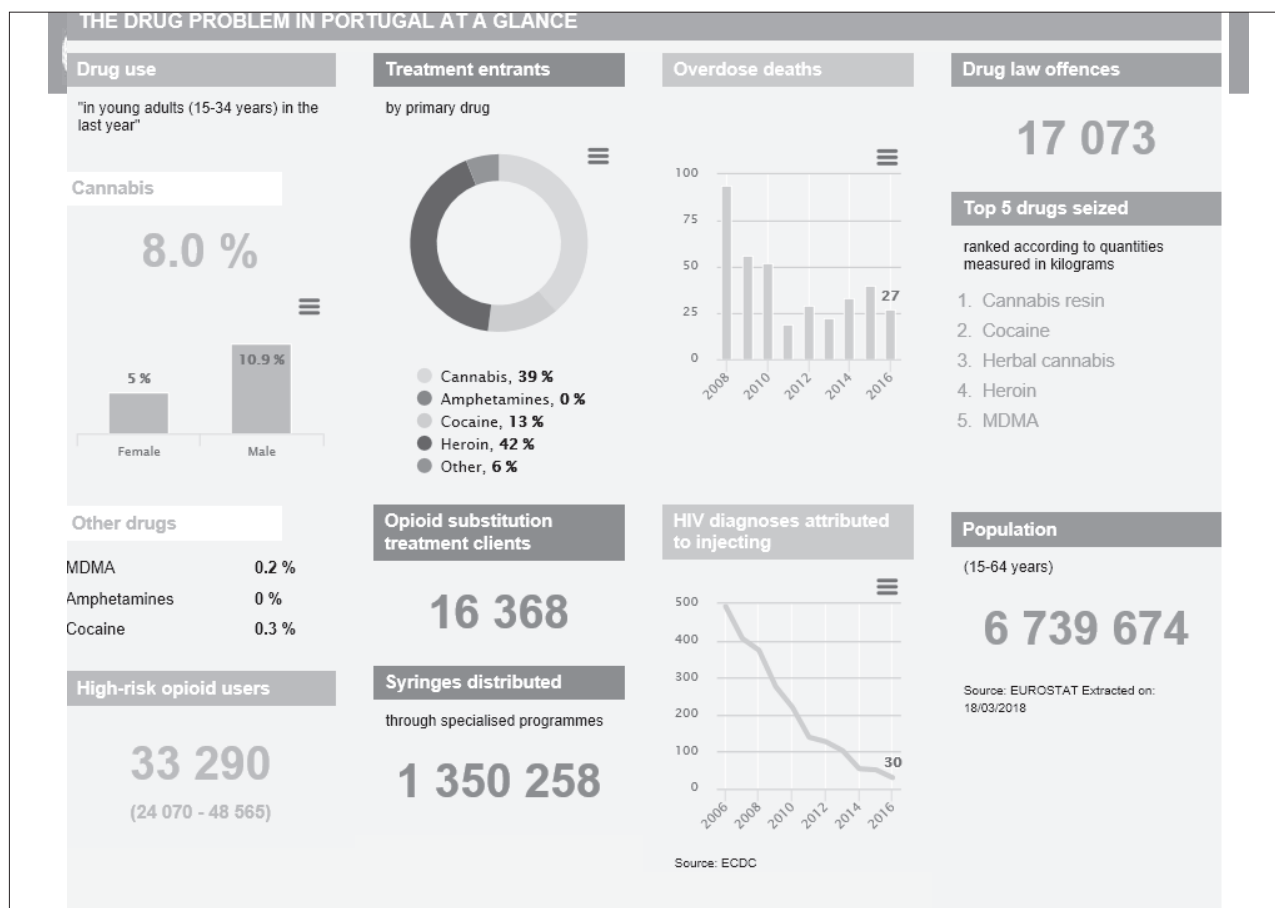 THE DRUG PROBLEM IN PORTUGAL AT A GLANCE
Drug use
"in young adults (15-34 years) in the
last year"
Cannabis
8.0 %
5 %
10.9 %
Female
Male
Other drugs
MDMA 0.2 %
Amphetamines 0 %
Cocaine 0.3 %
High-risk opioid users
33 290
(24 070 - 48 565)
Treatment entrants
by primary drug
Cannabis, 39 %
Amphetamines, 0 %
Cocaine, 13 %
Heroin, 42 %
Other, 6 %
Opioid substitution
treatment clients
16 368
Syringes distributed
through specialised programmes
1 350 258
Overdose deaths
100
75
50
25
0
27
2008
2010
2012
2014
2016
HIV diagnoses attributed
to injecting
500
400
300
200
100
0
30
2006
2008
2010
2012
2014
2016
Source: ECDC
Drug law offences
17 073
Top 5 drugs seized
ranked according to quantities
measured in kilograms
1. Cannabis resin
2. Cocaine
3. Herbal cannabis
4. Heroin
5. MDMA
Population
(15-64 years)
6 739 674
Source: EUROSTAT Extracted on:
18/03/2018